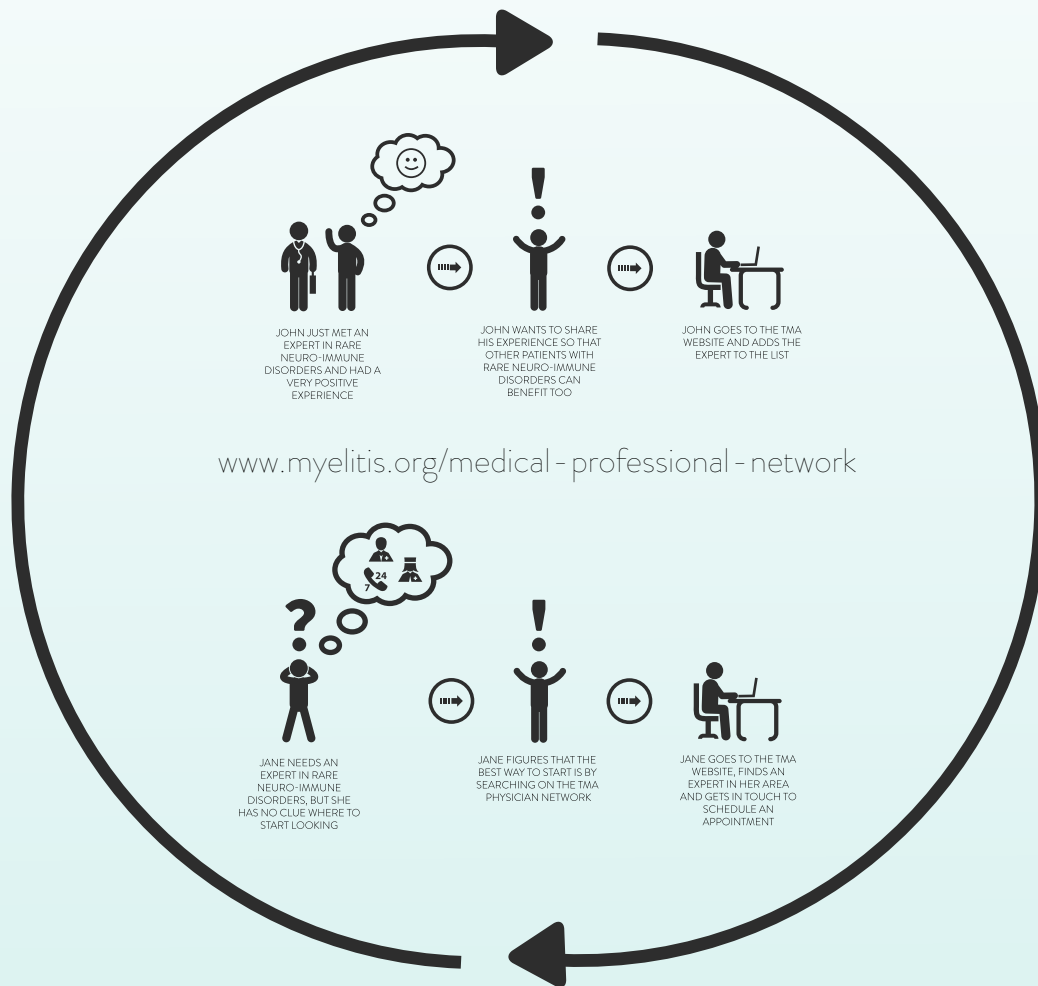 JOHN JUST MET AN
EXPERT IN RARE
NEURO-IMMUNE
DISORDERS AND HAD A
VERY POSITIVE
EXPERIENCE
JOHN WANTS TO SHARE
HIS EXPERIENCE SO THAT
OTHER PATIENTS WITH
RARE NEURO-IMMUNE
DISORDERS CAN
BENEFIT TOO
JOHN GOES TO THE TMA
WEBSITE AND ADDS THE
EXPERT TO THE LIST
www.myelitis.org/medical-professional-network
24
7
?
!
!
JANE NEEDS AN
EXPERT IN RARE
NEURO-IMMUNE
DISORDERS, BUT SHE
HAS NO CLUE WHERE TO
START LOOKING
JANE FIGURES THAT THE
BEST WAY TO START IS BY
SEARCHING ON THE TMA
PHYSICIAN NETWORK
JANE GOES TO THE TMA
WEBSITE, FINDS AN
EXPERT IN HER AREA
AND GETS IN TOUCH TO
SCHEDULE AN
APPOINTMENT